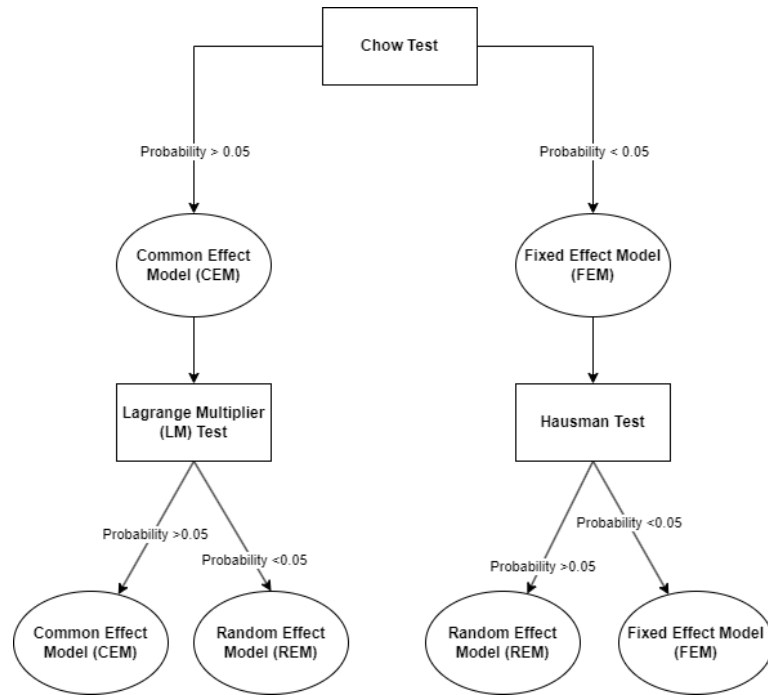 Chow Test
Probability > 0.05
Probability < 0.05
Common Effect
Model (CEM)
Fixed Effect Model
(FEM)
Lagrange Multiplier
(LM) Test
Hausman Test
Probability >0.05
Probability <0.05
Probability >0.05
Probability <0.05
Common Effect
Model (CEM)
Random Effect
Model (REM)
Random Effect
Model (REM)
Fixed Effect Model
(FEM)